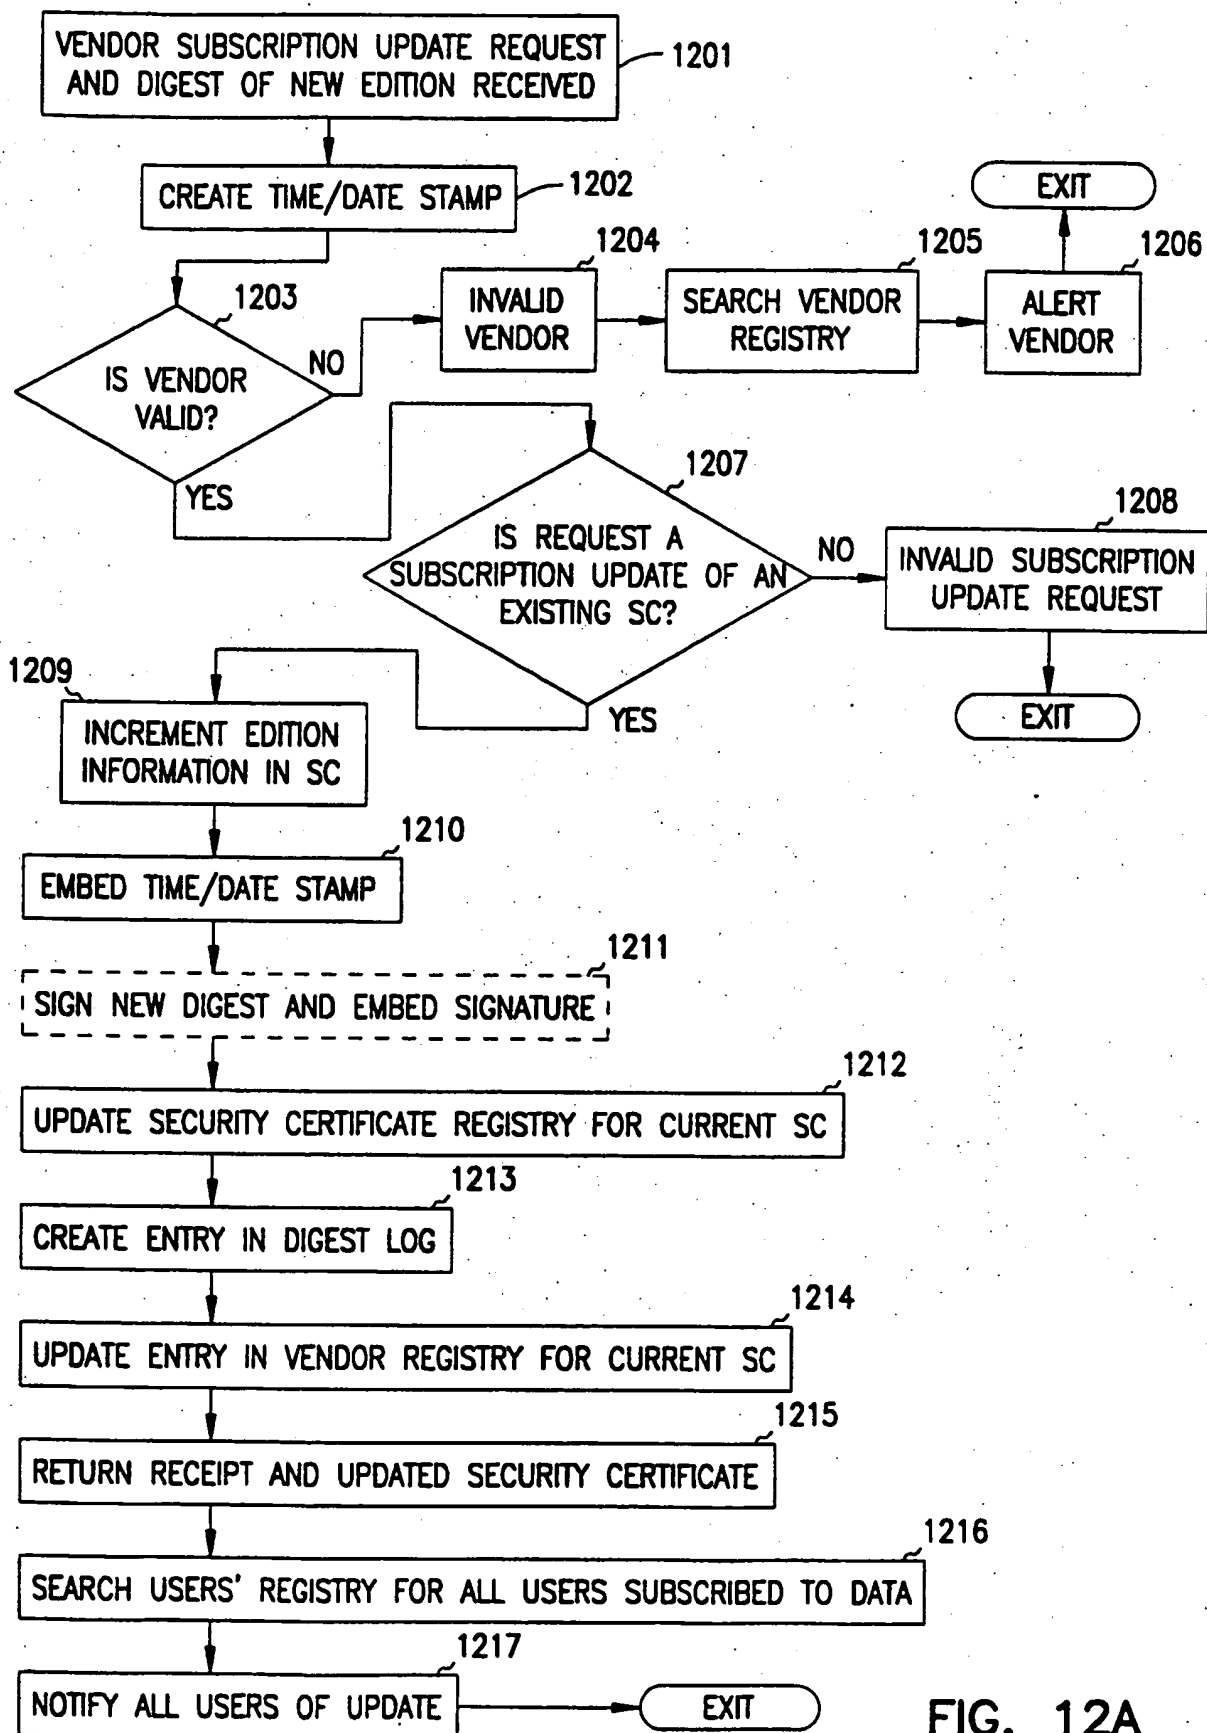 VENDOR SUBSCRIPTION UPDATE REQUEST
AND DIGEST OF NEW EDITION RECEIVED
1201
CREATE TIME/DATE STAMP
1202
1203
IS VENDOR
VALID?
NO
YES
1204
INVALID
VENDOR
1205
SEARCH VENDOR
REGISTRY
1206
ALERT
VENDOR
EXIT
1207
IS REQUEST A
SUBSCRIPTION UPDATE OF AN
EXISTING SC?
NO
YES
1208
INVALID SUBSCRIPTION
UPDATE REQUEST
EXIT
1209
INCREMENT EDITION
INFORMATION IN SC
1210
EMBED TIME/DATE STAMP
1211
SIGN NEW DIGEST AND EMBED SIGNATURE
1212
UPDATE SECURITY CERTIFICATE REGISTRY FOR CURRENT SC
1213
CREATE ENTRY IN DIGEST LOG
1214
UPDATE ENTRY IN VENDOR REGISTRY FOR CURRENT SC
1215
RETURN RECEIPT AND UPDATED SECURITY CERTIFICATE
1216
SEARCH USERS' REGISTRY FOR ALL USERS SUBSCRIBED TO DATA
1217
NOTIFY ALL USERS OF UPDATE
EXIT
FIG. 12A